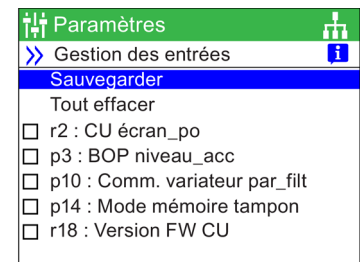 Paramètres
>> Gestion des entrées i
Sauvegarder
Tout effacer
r2 : CU écran_po
p3 : BOP niveau_acc
p10 : Comm. variateur par_filt
p14 : Mode mémoire tampon
r18 : Version FW CU